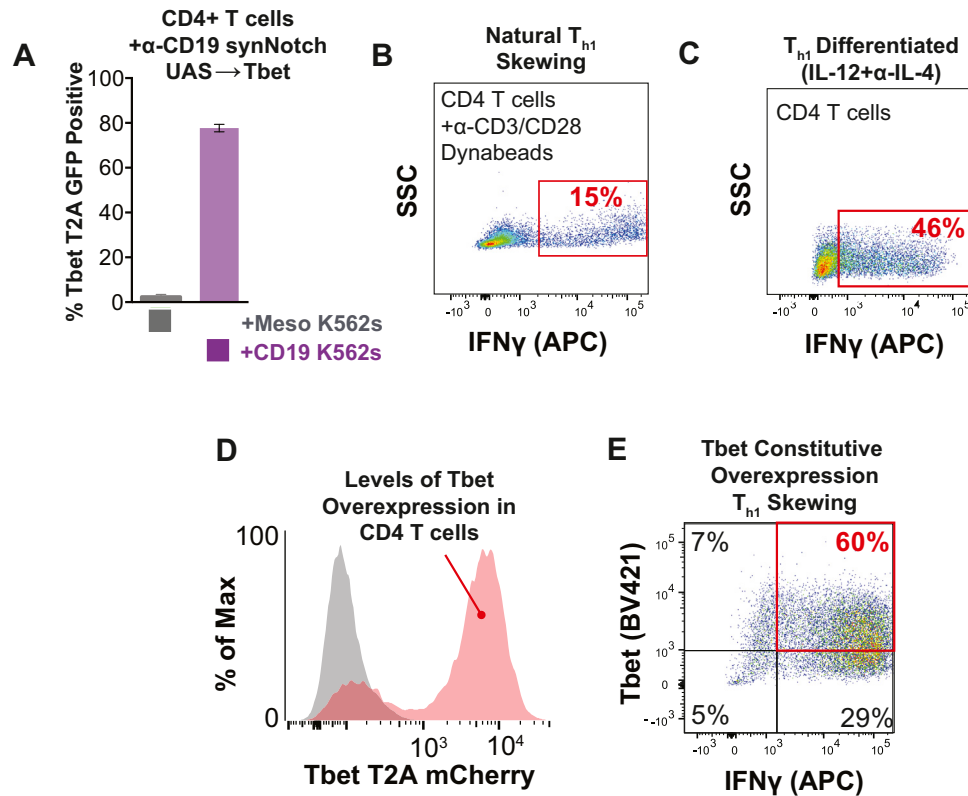 A
CD4+ T cells
+α-CD19 synNotch
UAS→Tbet
% Tbet T2A GFP Positive
100
80
60
40
20
0
+Meso K562s
+CD19 K562s
B
Natural Th1
Skewing
CD4 T cells
+α-CD3/CD28
Dynabeads
15%
SSC
-10³ 0 10³ 10⁴ 10⁵
IFNγ (APC)
C
Th1 Differentiated
(IL-12+α-IL-4)
CD4 T cells
46%
SSC
-10³ 0 10³ 10⁴ 10⁵
IFNγ (APC)
D
Levels of Tbet
Overexpression in
CD4 T cells
100
% of Max
0
10³ 10⁴
Tbet T2A mCherry
E
Tbet Constitutive
Overexpression
Th1 Skewing
Tbet (BV421)
10⁵
10⁴
10³
0
-10³
7% 60%
5% 29%
-10³ 0 10³ 10⁴ 10⁵
IFNγ (APC)